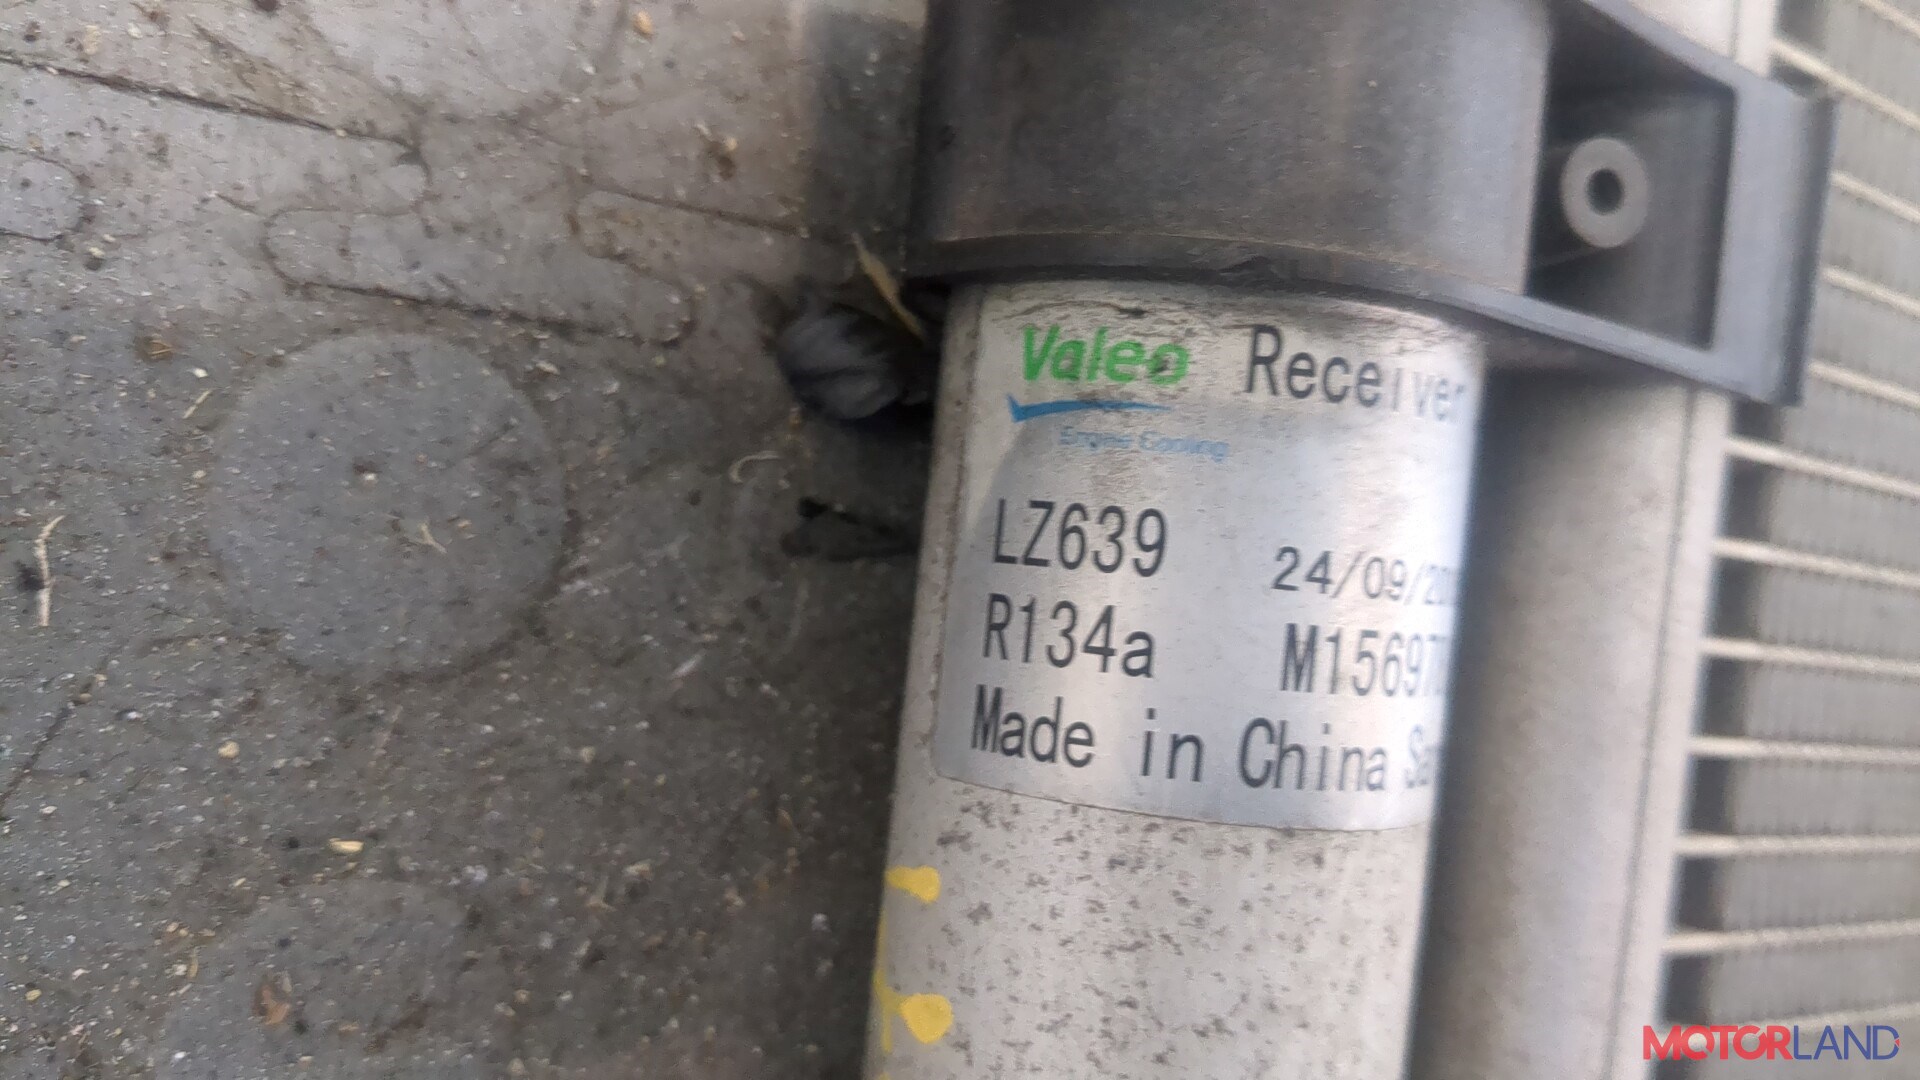 Valeo Receiver
Engine Cooling
LZ639 24/09/20
R134a M15697
Made in China
MOTORLAND